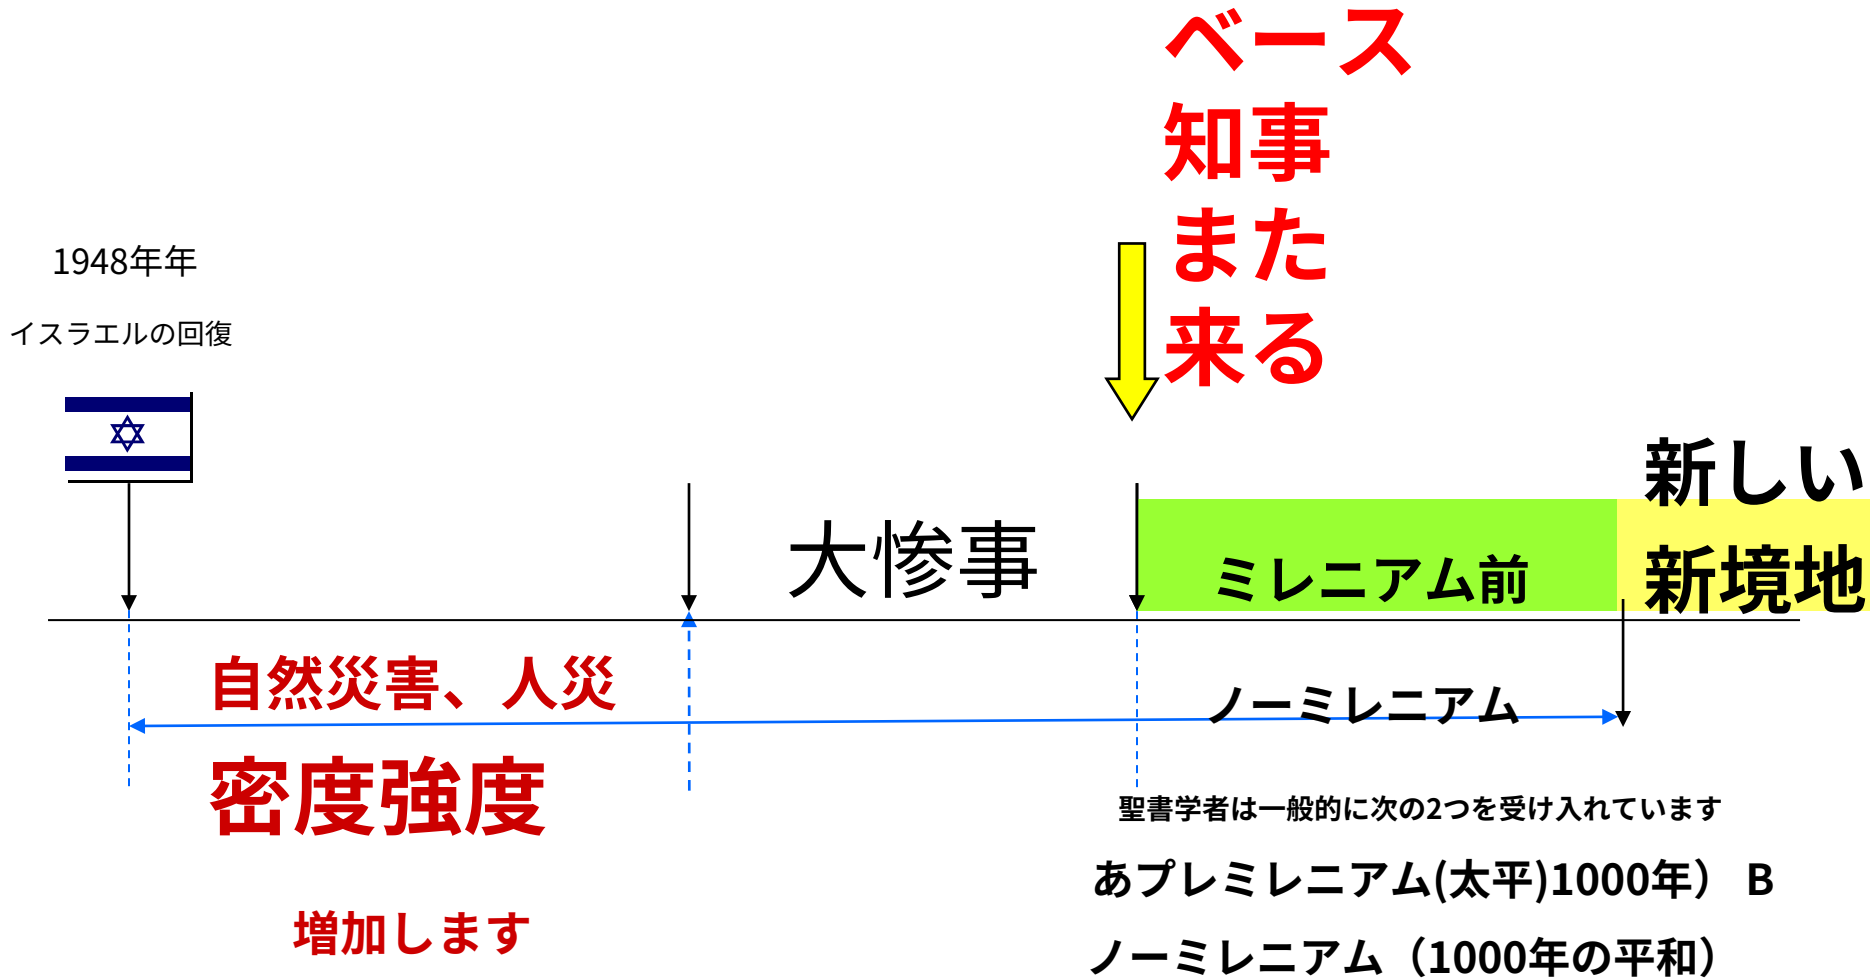 ベース
知事
また
来る
1948年年
イスラエルの回復
新しい
新境地
大惨事
ミレニアム前
自然災害、人災
ノーミレニアム
密度強度
聖書学者は一般的に次の2つを受け入れています
あプレミレニアム(太平)1000年） B
増加します
ノーミレニアム（1000年の平和）